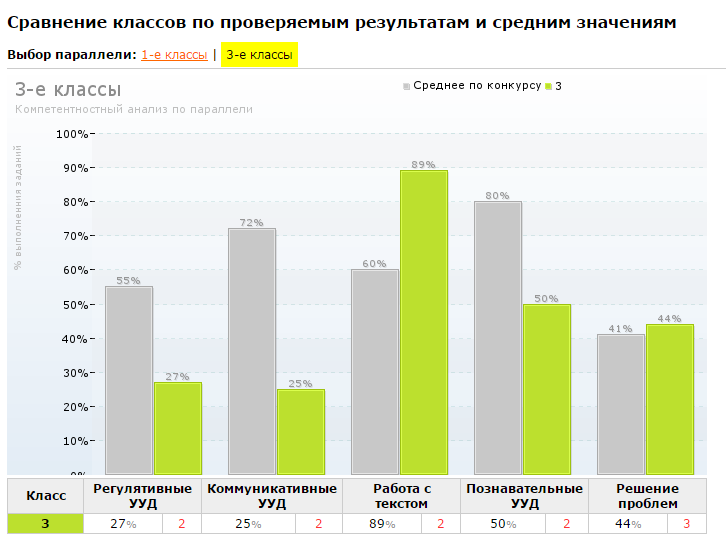 Сравнение классов по проверяемым результатам и средним значениям
Выбор параллели: 1-е классы | 3-е классы
3-е классы
Компетентностный анализ по параллели
Среднее по конкурсу 3
% выполнения заданий
100%
90%
80%
70%
60%
50%
40%
30%
20%
10%
0%
55% 27%
72% 25%
60% 89%
80% 50%
41% 44%
Класс
Регулятивные
УУД
Коммуникативные
УУД
Работа с
текстом
Познавательные
УУД
Решение
проблем
3 27% 2 25% 2 89% 2 50% 2 44% 3